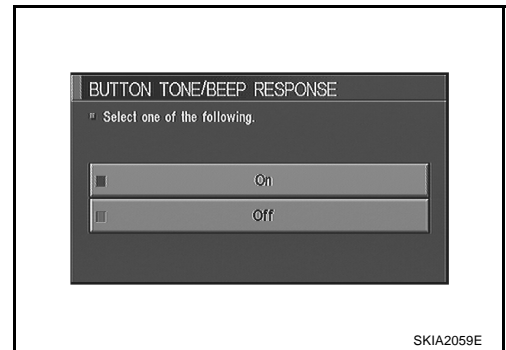 BUTTON TONE/BEEP RESPONSE
Select one of the following.
On
Off
SKIA2059E